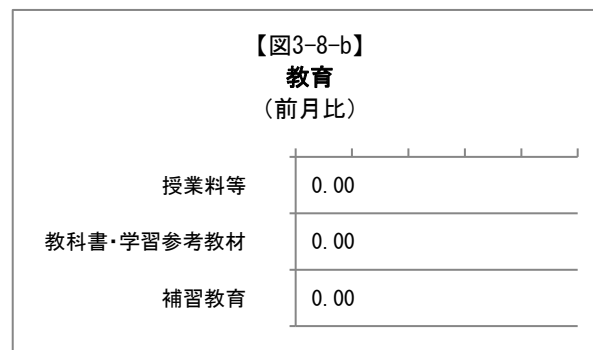 【図3-8-b】
教育
（前月比）
授業料等 0.00
教科書・学習参考教材 0.00
補習教育 0.00